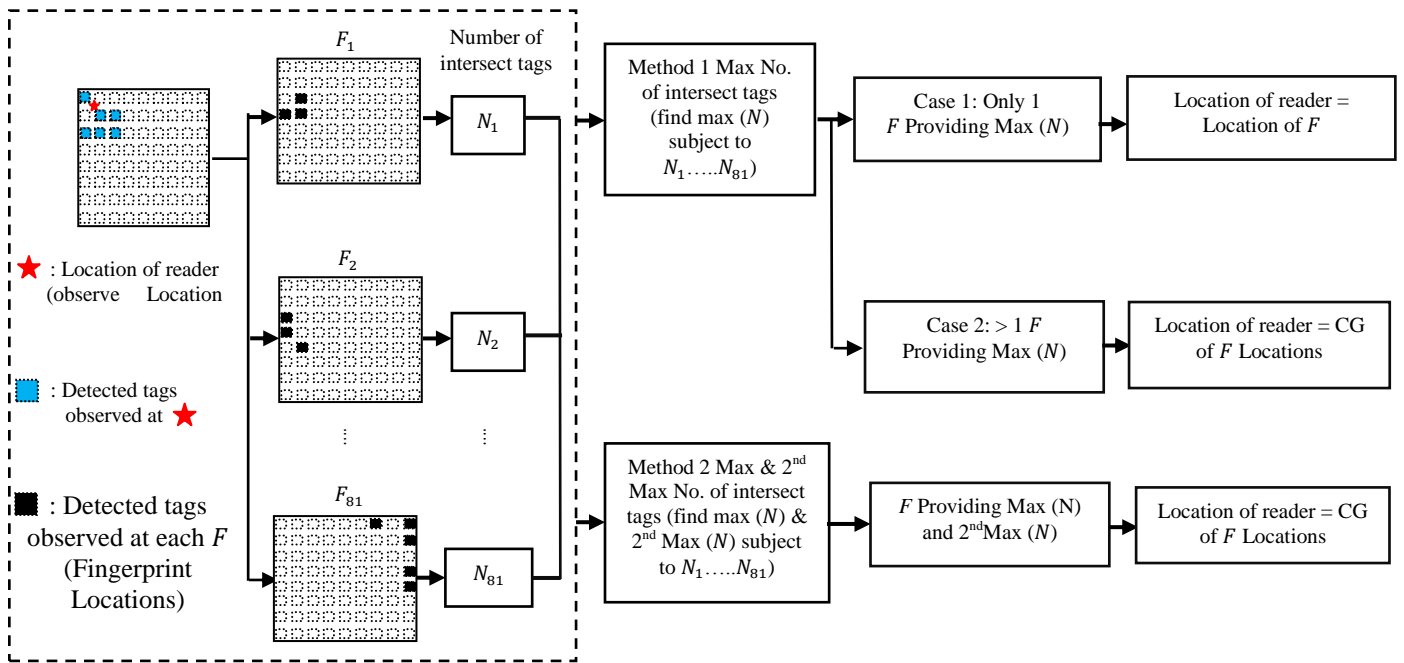 F₁
Number of
intersect tags
N₁
★ : Location of reader
(observe Location
F₂
N₂
: Detected tags
observed at ★
⋮
⋮
: Detected tags
observed at each F
(Fingerprint
Locations)
F₈₁
N₈₁
Method 1 Max No.
of intersect tags
(find max (N)
subject to
N₁…..N₈₁)
Case 1: Only 1
F Providing Max (N)
Location of reader =
Location of F
Case 2: > 1 F
Providing Max (N)
Location of reader = CG
of F Locations
Method 2 Max & 2nd
Max No. of intersect
tags (find max (N) &
2nd Max (N) subject
to N₁…..N₈₁)
F Providing Max (N)
and 2ndMax (N)
Location of reader = CG
of F Locations